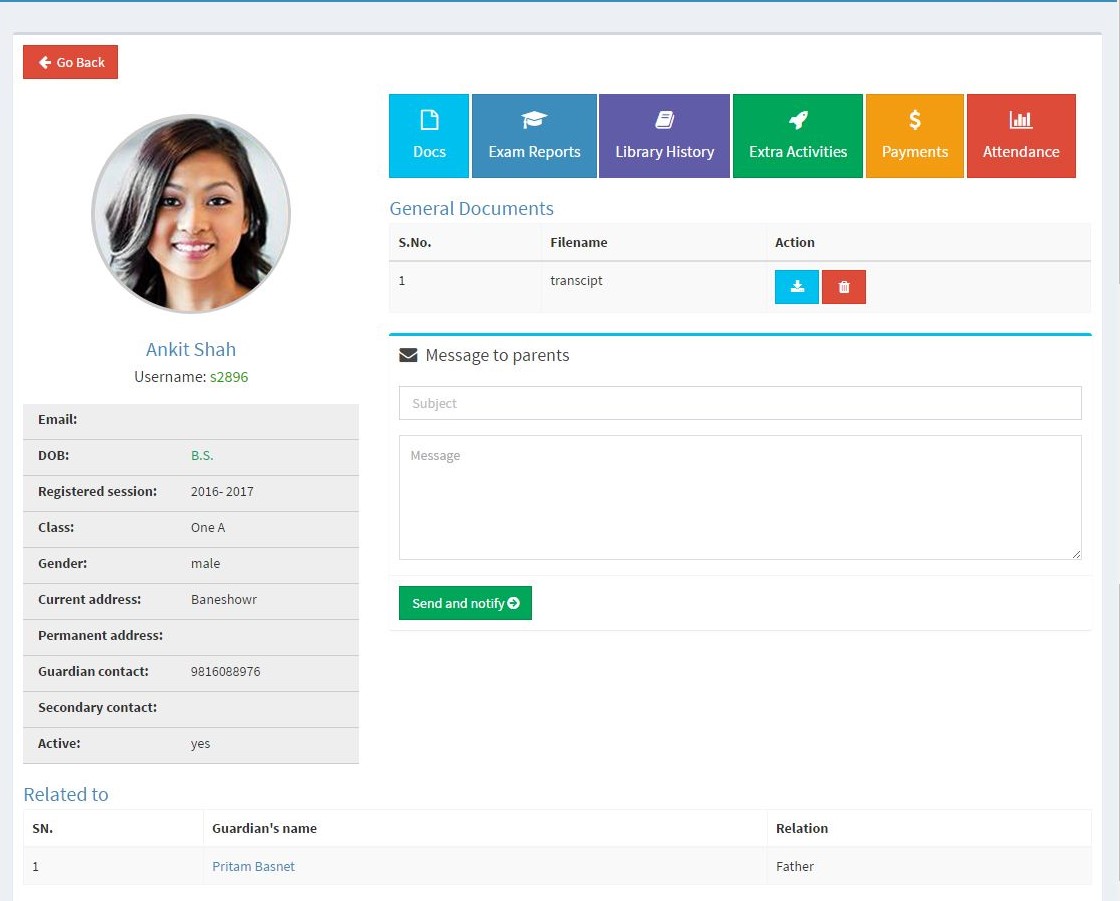 Go Back
Docs
Exam Reports
Library History
Extra Activities
$
Payments
Attendance
Ankit Shah
Username: s2896
Email:
DOB: B.S.
Registered session: 2016- 2017
Class: One A
Gender: male
Current address: Baneshowr
Permanent address:
Guardian contact: 9816088976
Secondary contact:
Active: yes
General Documents
S.No. Filename Action
1 transcipt
Message to parents
Subject
Message
Send and notify
Related to
SN. Guardian's name Relation
1 Pritam Basnet Father